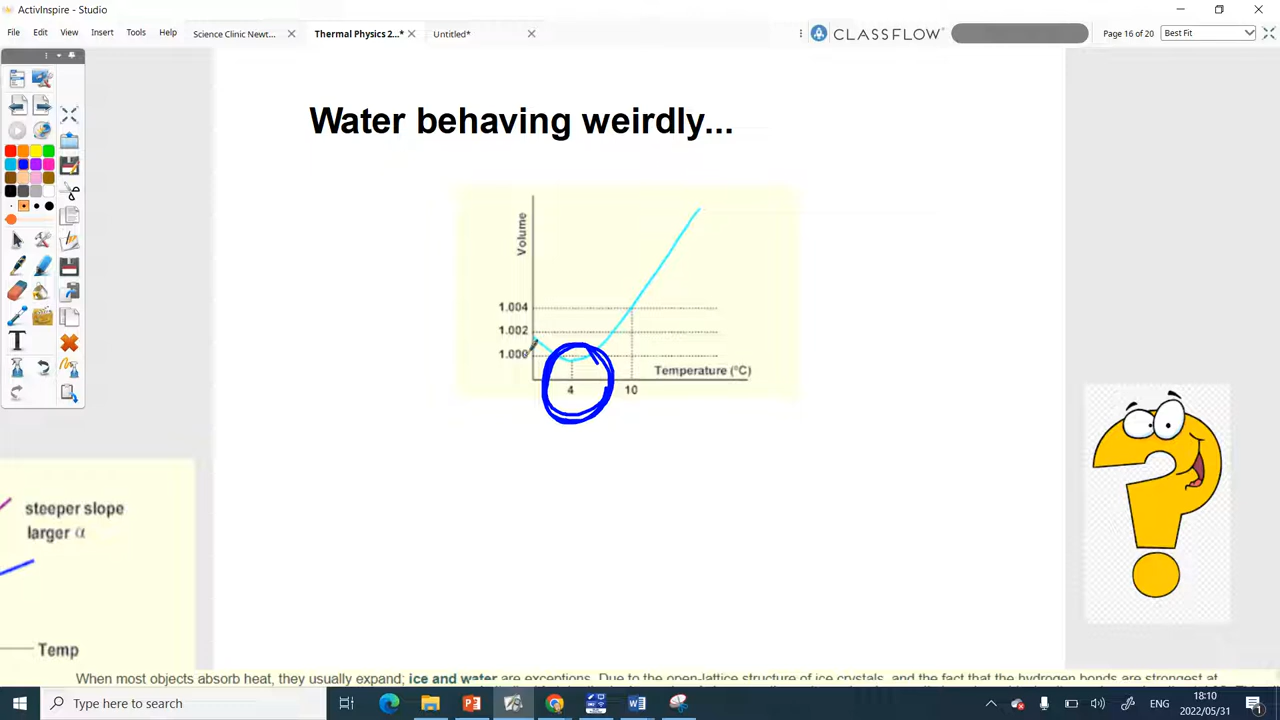 ActivInspire - Studio
File Edit View Insert Tools Help
Science Clinic Newt...
Thermal Physics 2...*
Untitled*
CLASSFLOW
Page 16 of 20
Best Fit
Water behaving weirdly...
Volume
1.004
1.002
1.000
Temperature (°C)
4 10
T
steeper slope
larger α
Temp
When most objects absorb heat, they usually expand; ice and water are exceptions. Due to the open-lattice structure of ice crystals, and the fact that the hydrogen bonds are strongest at
Type here to search
ENG
18:10
2022/05/31
1